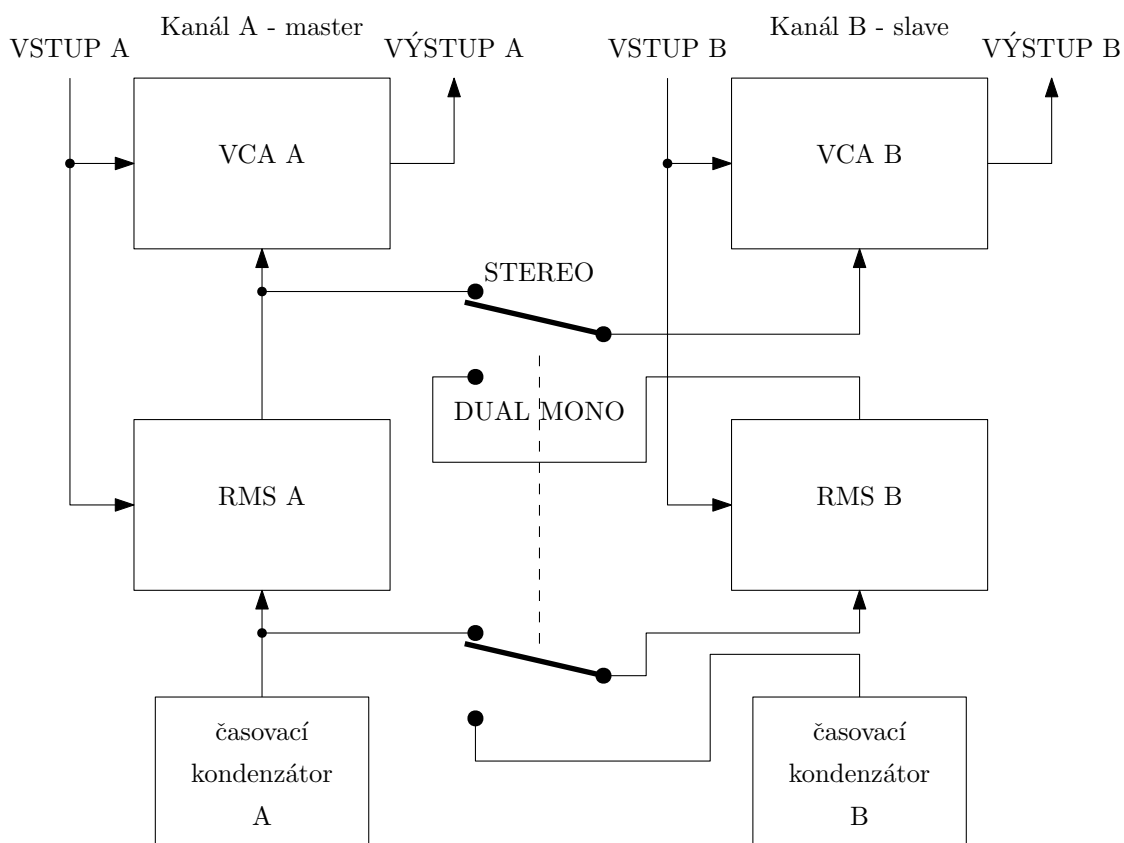 Kanál A - master
Kanál B - slave
VSTUP A
VÝSTUP A
VSTUP B
VÝSTUP B
VCA A
VCA B
STEREO
DUAL MONO
RMS A
RMS B
časovací
kondenzátor
A
časovací
kondenzátor
B